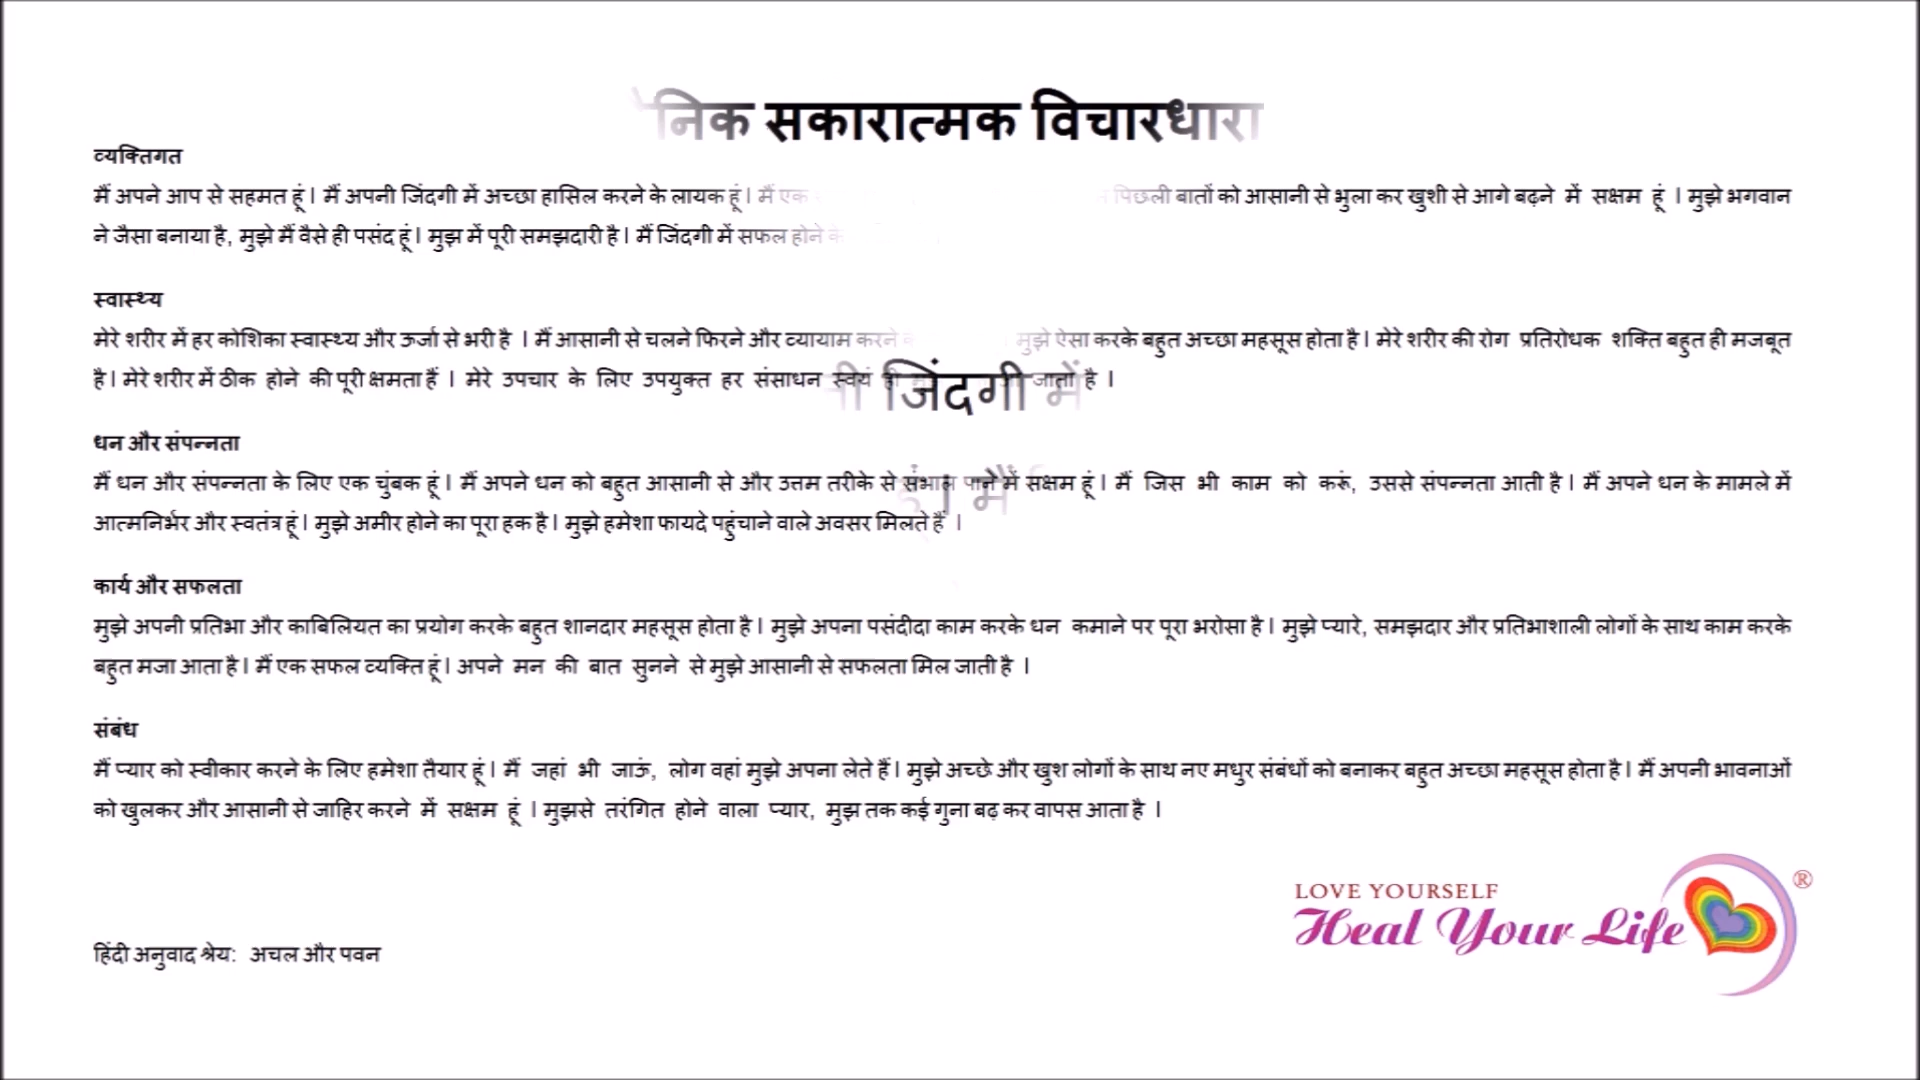 निक सकारात्मक विचारधारा
व्यक्तिगत
मैं अपने आप से सहमत हूं। मैं अपनी जिंदगी में अच्छा हासिल करने के लायक हूं। मैं एक पिछली बातों को आसानी से भुला कर खुशी से आगे बढ़ने में सक्षम हूं । मुझे भगवान
ने जैसा बनाया है, मुझे मैं वैसे ही पसंद हूं। मुझ में पूरी समझदारी है। मैं जिंदगी में सफल होने
स्वास्थ्य
मेरे शरीर में हर कोशिका स्वास्थ्य और ऊर्जा से भरी है । मैं आसानी से चलने फिरने और व्यायाम करने मुझे ऐसा करके बहुत अच्छा महसूस होता है। मेरे शरीर की रोग प्रतिरोधक शक्ति बहुत ही मजबूत
है। मेरे शरीर में ठीक होने की पूरी क्षमता हैं । मेरे उपचार के लिए उपयुक्त हर संसाधन स्वयं ही जाता है ।
जिंदगी में
धन और संपन्नता
मैं धन और संपन्नता के लिए एक चुंबक हूं। मैं अपने धन को बहुत आसानी से और उत्तम तरीके से संभाल पाने में सक्षम हूं। मैं जिस भी काम को करूं, उससे संपन्नता आती है। मैं अपने धन के मामले में
। मैं
आत्मनिर्भर और स्वतंत्र हूं। मुझे अमीर होने का पूरा हक है। मुझे हमेशा फायदे पहुंचाने वाले अवसर मिलते हैं ।
कार्य और सफलता
मुझे अपनी प्रतिभा और काबिलियत का प्रयोग करके बहुत शानदार महसूस होता है। मुझे अपना पसंदीदा काम करके धन कमाने पर पूरा भरोसा है। मुझे प्यारे, समझदार और प्रतिभाशाली लोगों के साथ काम करके
बहुत मजा आता है। मैं एक सफल व्यक्ति हूं। अपने मन की बात सुनने से मुझे आसानी से सफलता मिल जाती है ।
संबंध
मैं प्यार को स्वीकार करने के लिए हमेशा तैयार हूं। मैं जहां भी जाऊं, लोग वहां मुझे अपना लेते हैं। मुझे अच्छे और खुश लोगों के साथ नए मधुर संबंधों को बनाकर बहुत अच्छा महसूस होता है। मैं अपनी भावनाओं
को खुलकर और आसानी से जाहिर करने में सक्षम हूं । मुझसे तरंगित होने वाला प्यार, मुझ तक कई गुना बढ़ कर वापस आता है ।
LOVE YOURSELF
Heal Your Life ®
हिंदी अनुवाद श्रेय: अचल और पवन